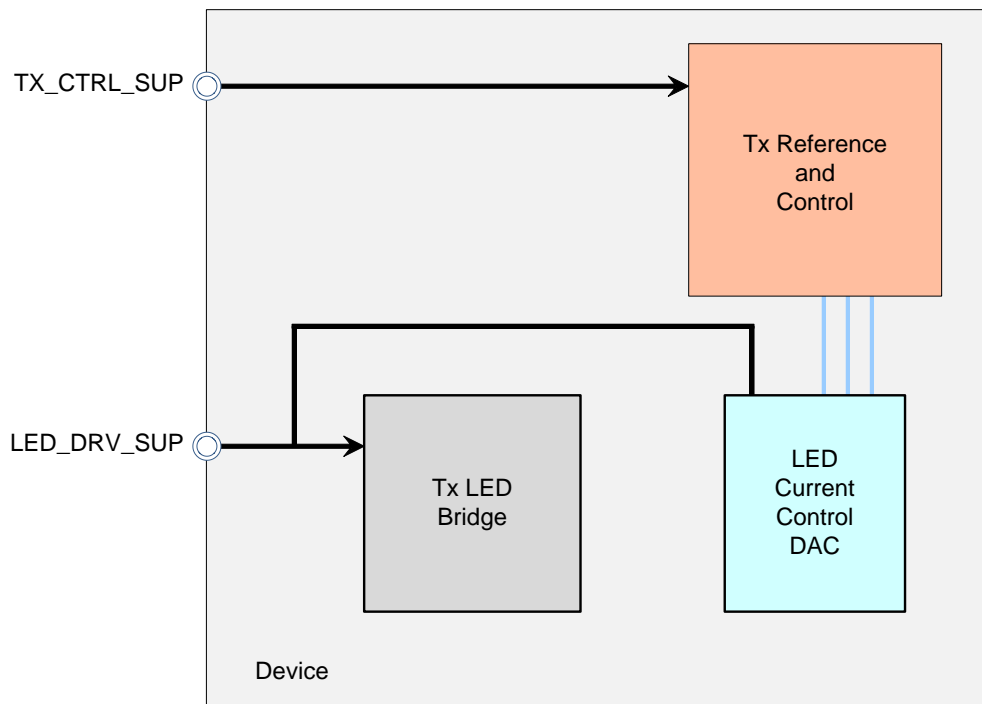 TX_CTRL_SUP
Tx Reference
and
Control
LED_DRV_SUP
Tx LED
Bridge
LED
Current
Control
DAC
Device